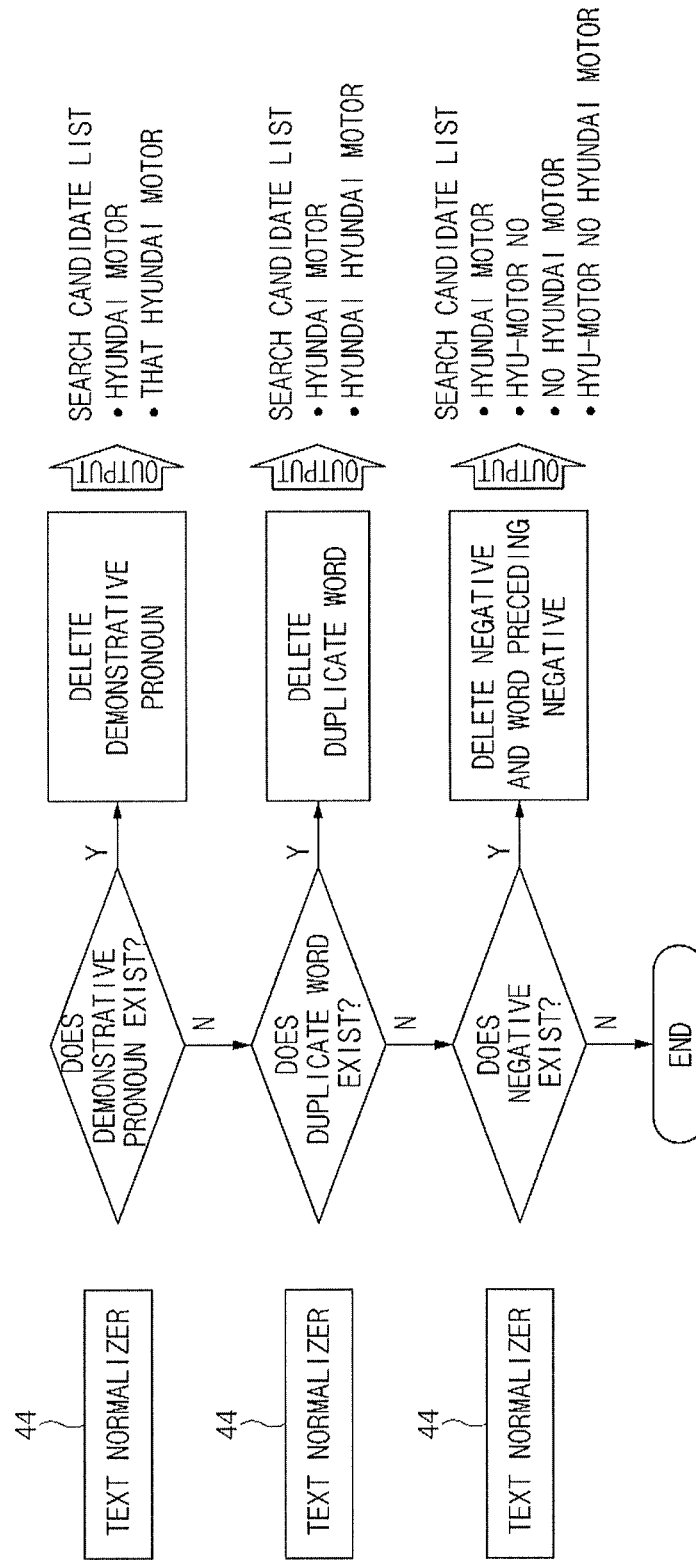 44
TEXT NORMALIZER
DOES
DEMONSTRATIVE
PRONOUN EXIST?
Y
N
DELETE
DEMONSTRATIVE
PRONOUN
OUTPUT
SEARCH CANDIDATE LIST
• HYUNDAI MOTOR
• THAT HYUNDAI MOTOR
44
TEXT NORMALIZER
DOES
DUPLICATE WORD
EXIST?
Y
N
DELETE
DUPLICATE WORD
OUTPUT
SEARCH CANDIDATE LIST
• HYUNDAI MOTOR
• HYUNDAI HYUNDAI MOTOR
44
TEXT NORMALIZER
DOES
NEGATIVE
EXIST?
Y
N
DELETE NEGATIVE
AND WORD PRECEDING
NEGATIVE
OUTPUT
SEARCH CANDIDATE LIST
• HYUNDAI MOTOR
• HYU-MOTOR NO
• NO HYUNDAI MOTOR
• HYU-MOTOR NO HYUNDAI MOTOR
END